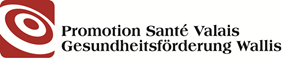 Promotion Santé Valais
Gesundheitsförderung Wallis